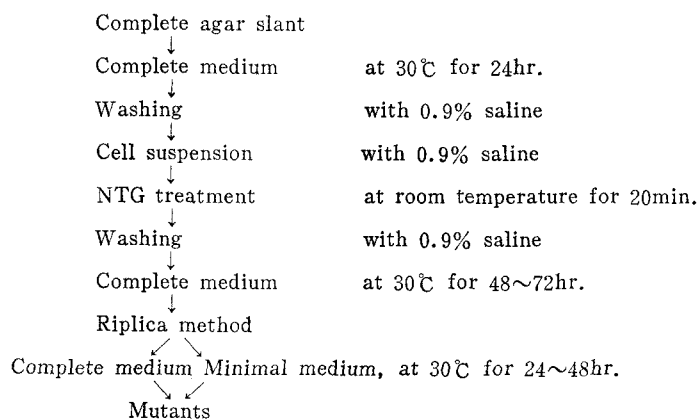 Complete agar slant
Complete medium at 30℃ for 24hr.
Washing with 0.9% saline
Cell suspension with 0.9% saline
NTG treatment at room temperature for 20min.
Washing with 0.9% saline
Complete medium at 30℃ for 48~72hr.
Riplica method
Complete medium Minimal medium, at 30℃ for 24~48hr.
Mutants